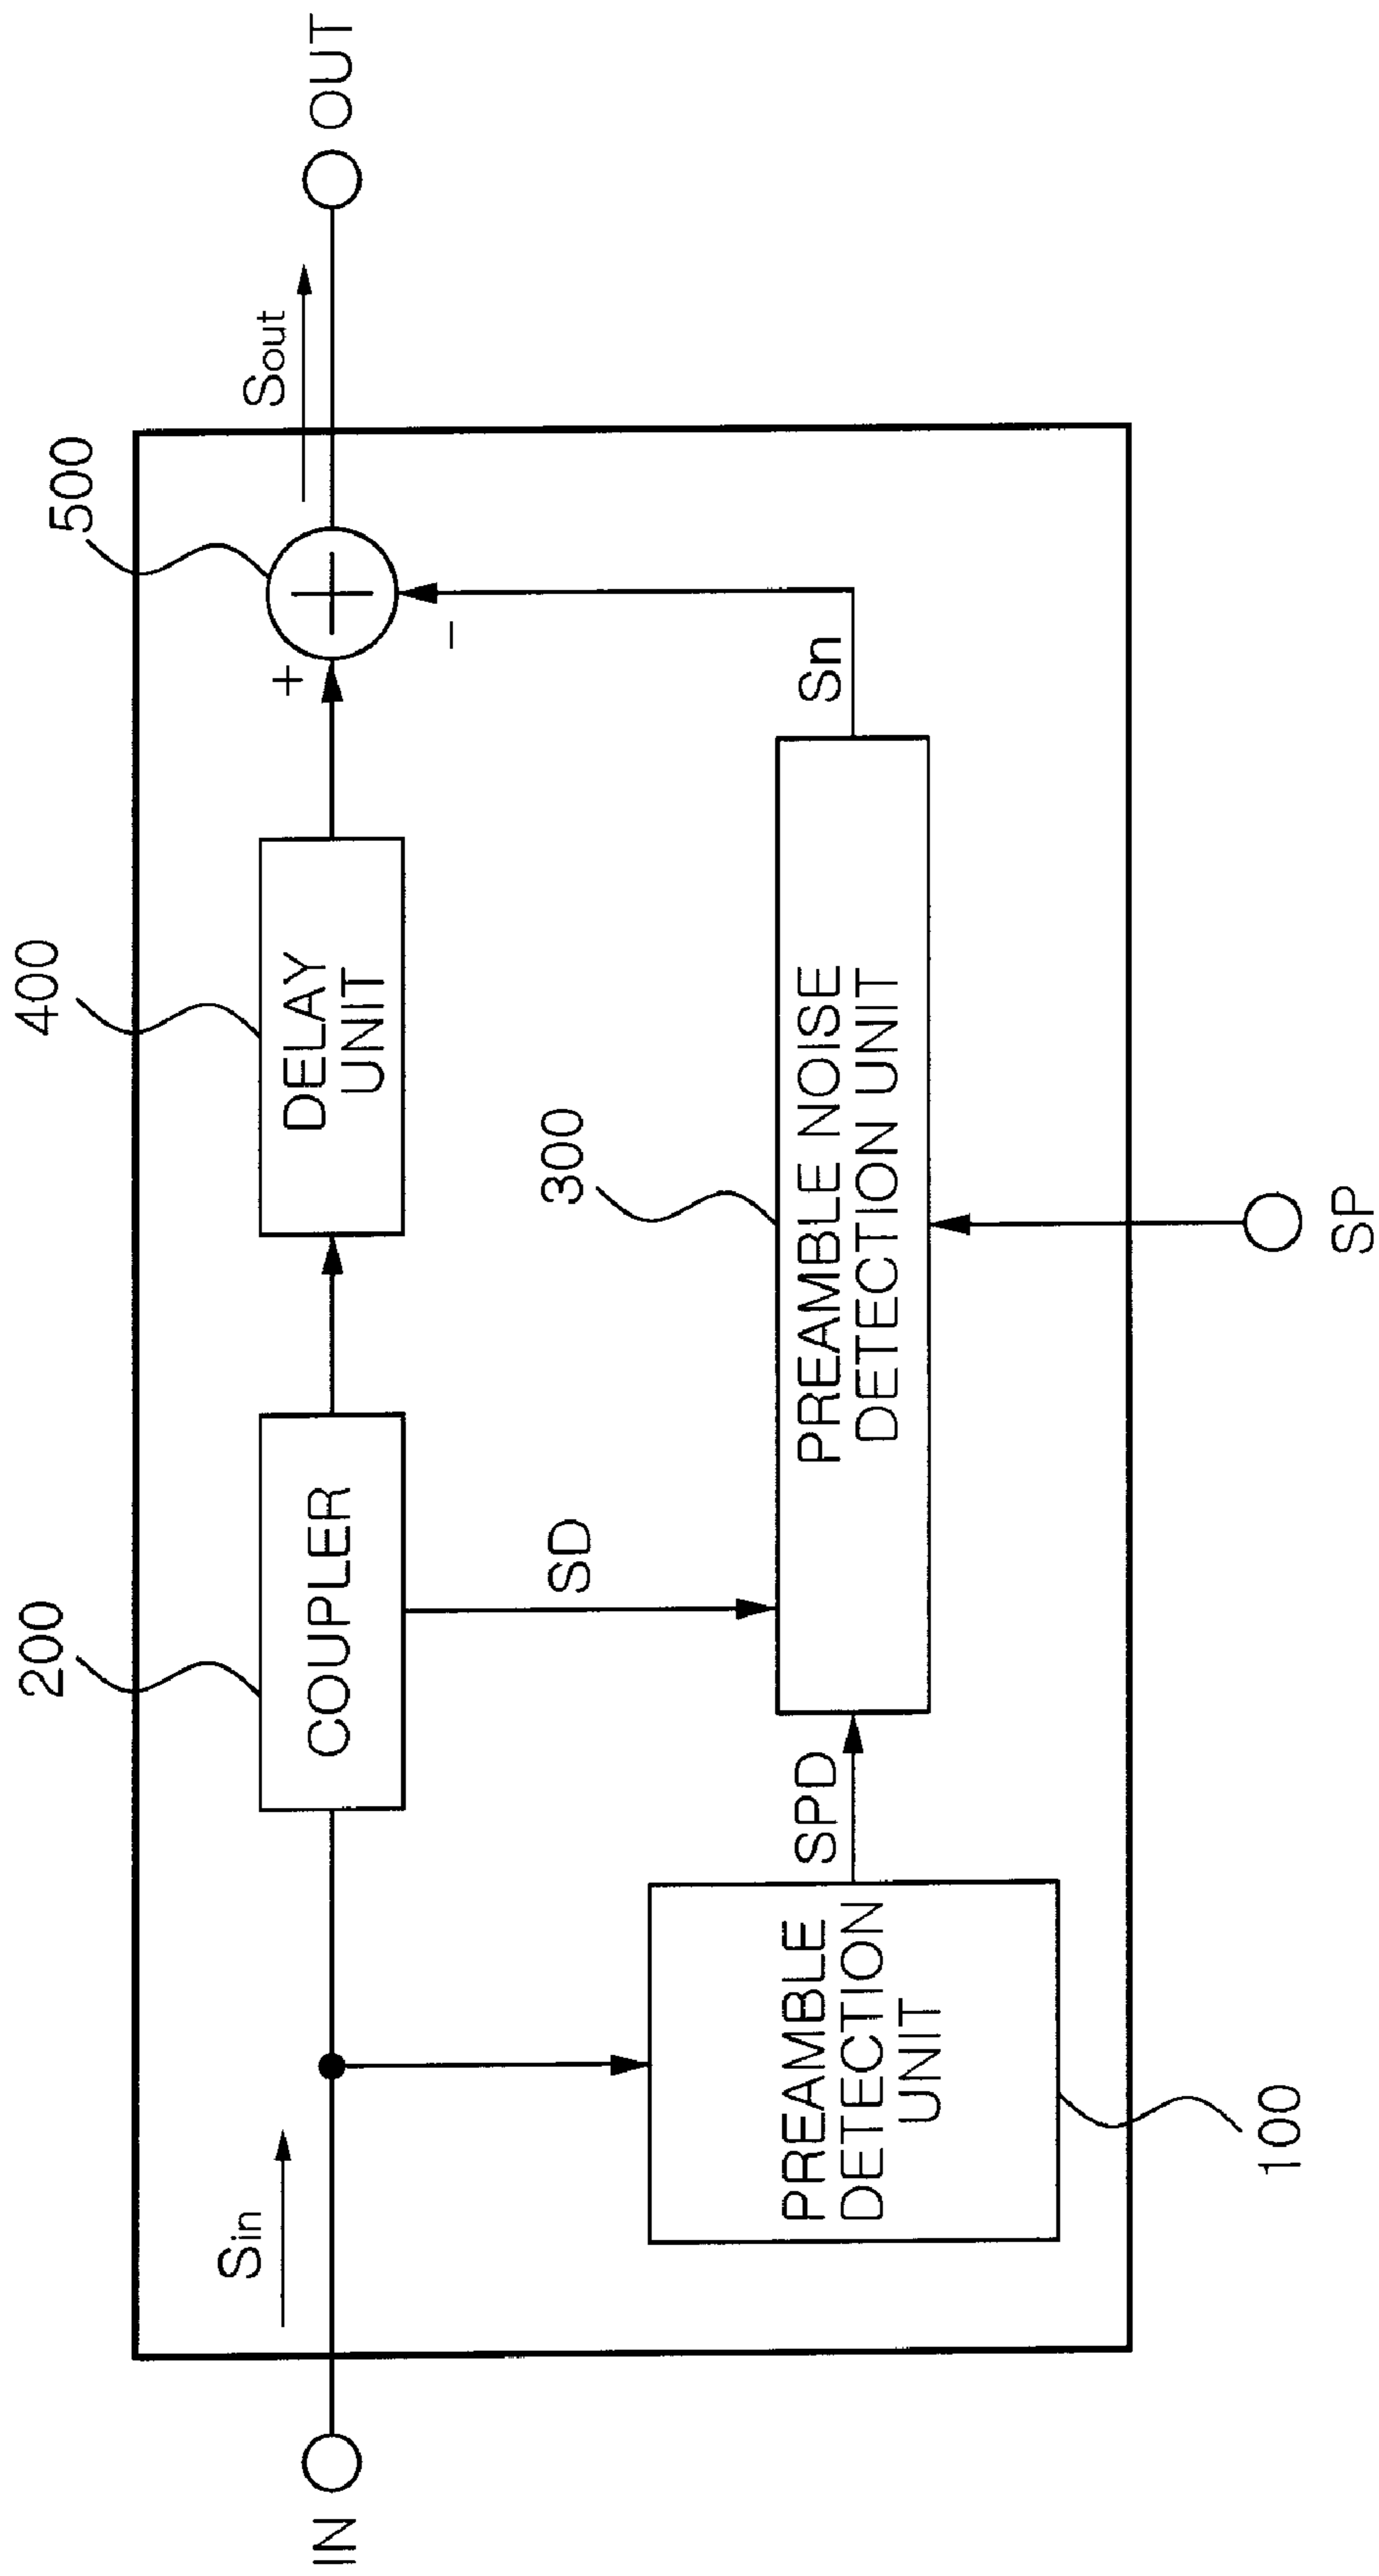 200
400
500
Sin
Sout
IN
COUPLER
DELAY
UNIT
+
OUT
-
SD
300
SPD
Sn
PREAMBLE
DETECTION
UNIT
PREAMBLE NOISE
DETECTION UNIT
100
SP